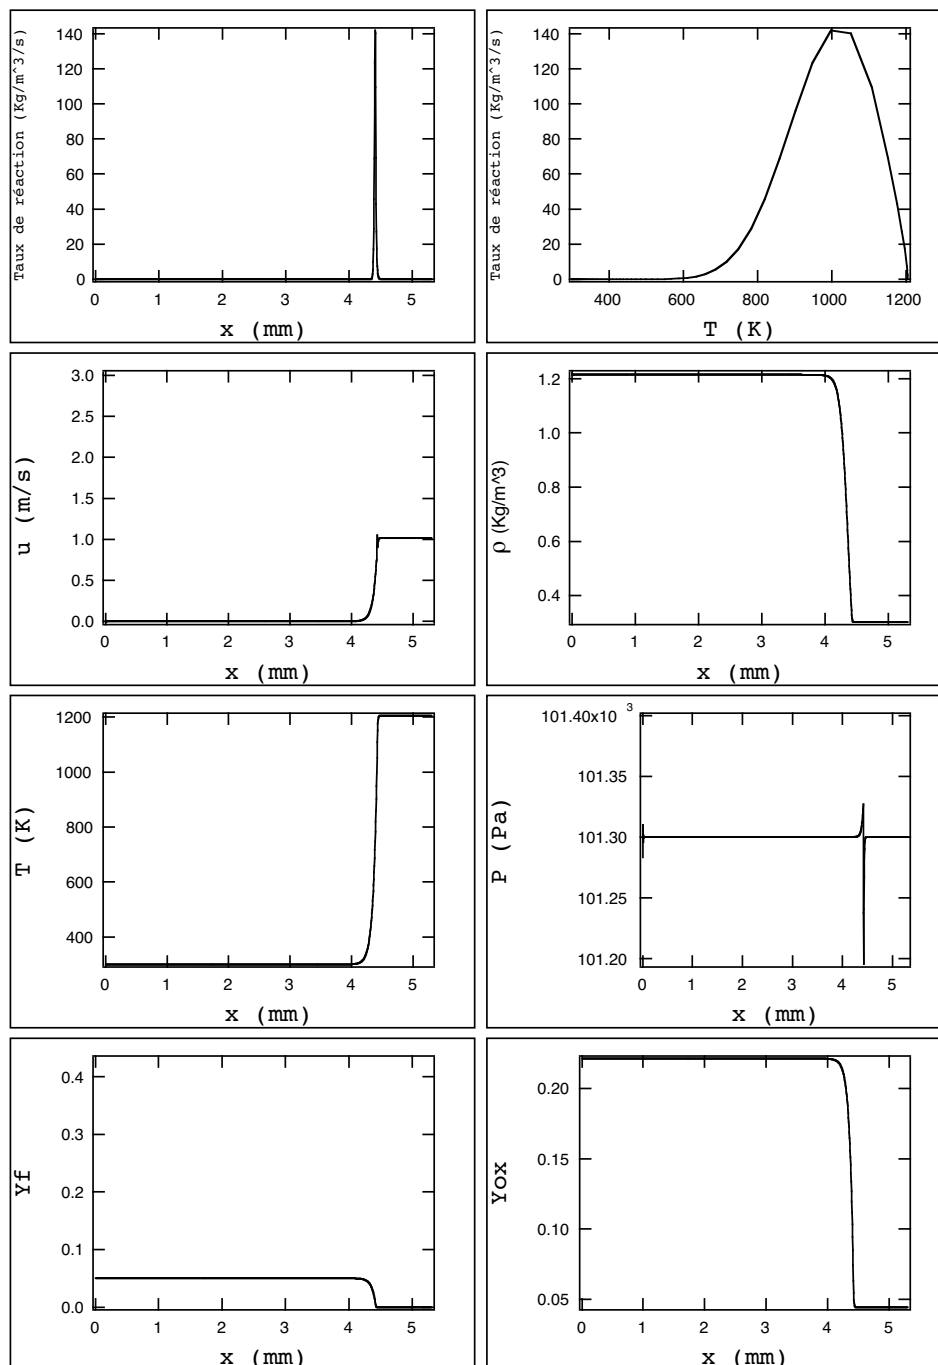 Taux de réaction (Kg/m^3/s)
140
120
100
80
60
40
20
0
0 1 2 3 4 5
x (mm)
Taux de réaction (Kg/m^3/s)
140
120
100
80
60
40
20
0
400 600 800 1000 1200
T (K)
u (m/s)
3.0
2.5
2.0
1.5
1.0
0.5
0.0
0 1 2 3 4 5
x (mm)
ρ (Kg/m^3)
1.2
1.0
0.8
0.6
0.4
0 1 2 3 4 5
x (mm)
T (K)
1200
1000
800
600
400
0 1 2 3 4 5
x (mm)
P (Pa)
101.40x10 3
101.35
101.30
101.25
101.20
0 1 2 3 4 5
x (mm)
Yf
0.4
0.3
0.2
0.1
0.0
0 1 2 3 4 5
x (mm)
Yox
0.20
0.15
0.10
0.05
0 1 2 3 4 5
x (mm)